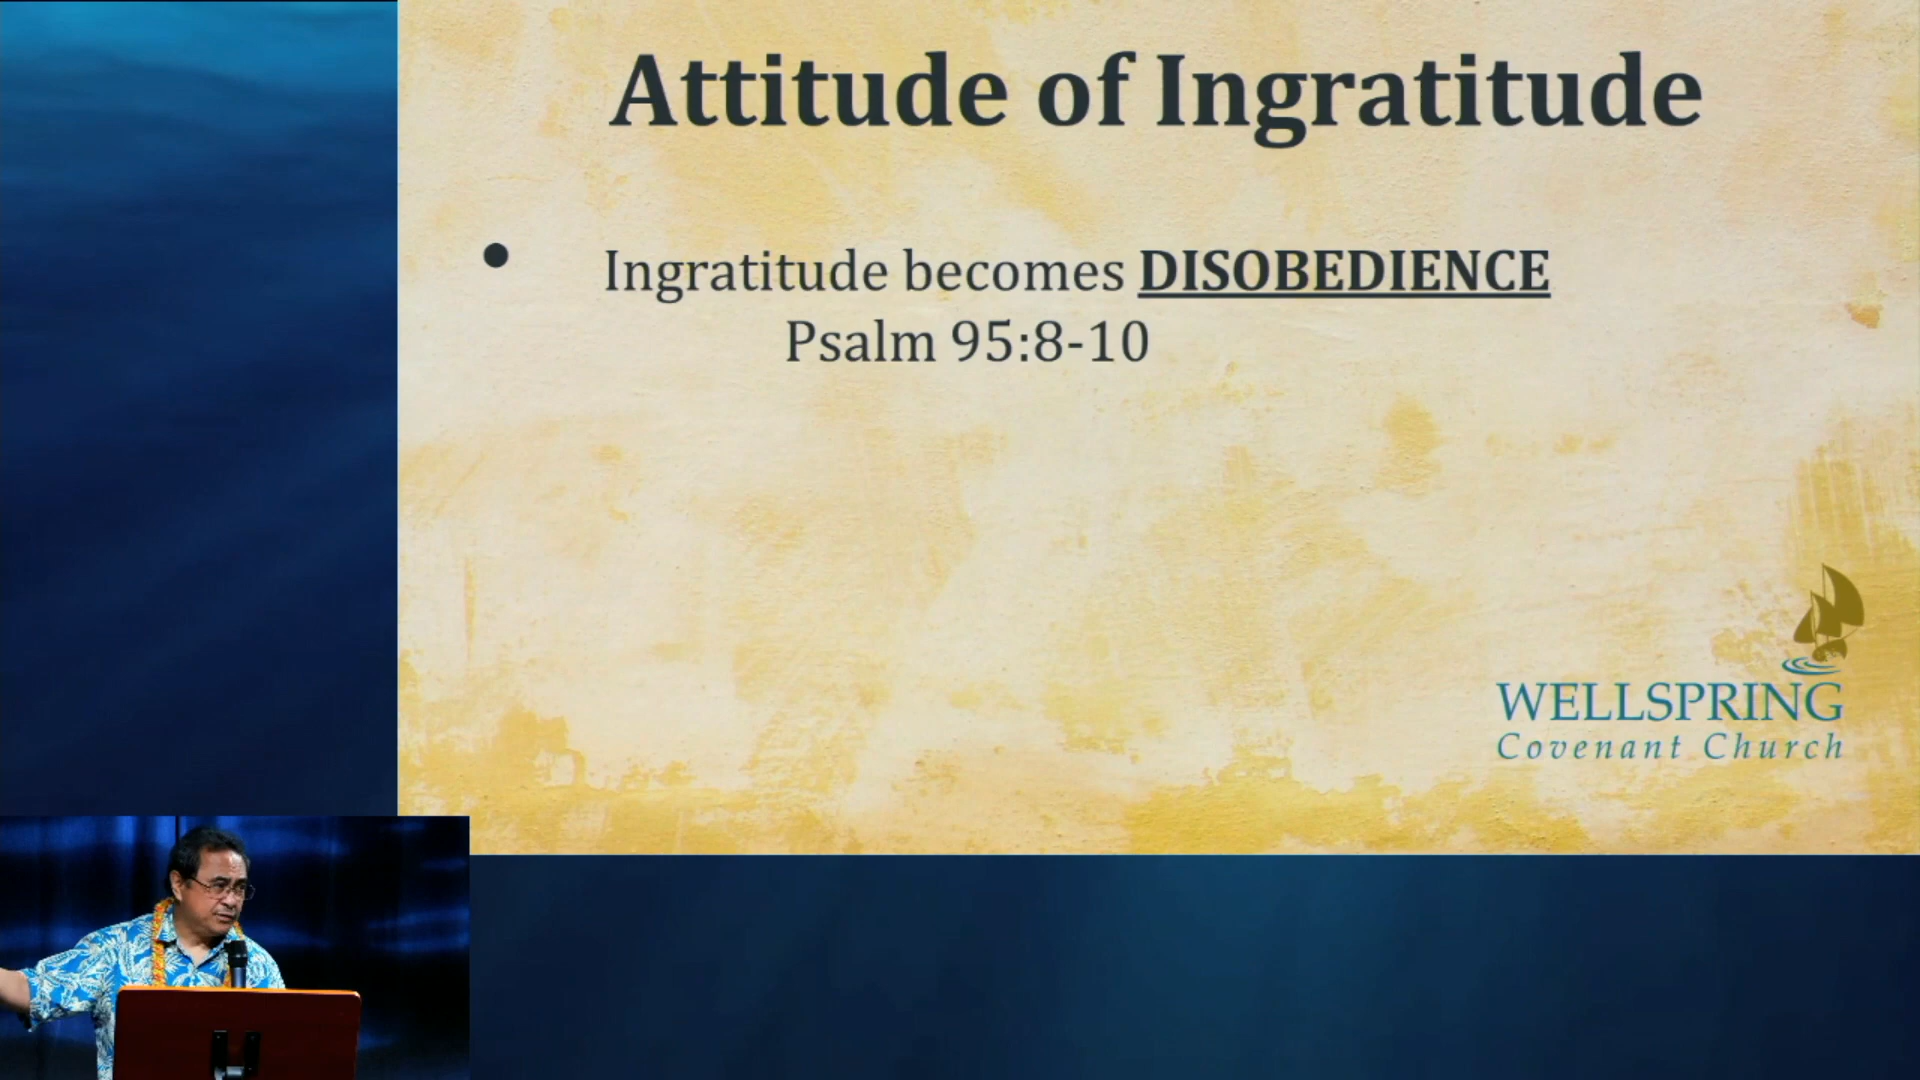 Attitude of Ingratitude
• Ingratitude becomes DISOBEDIENCE
Psalm 95:8-10
WELLSPRING
Covenant Church